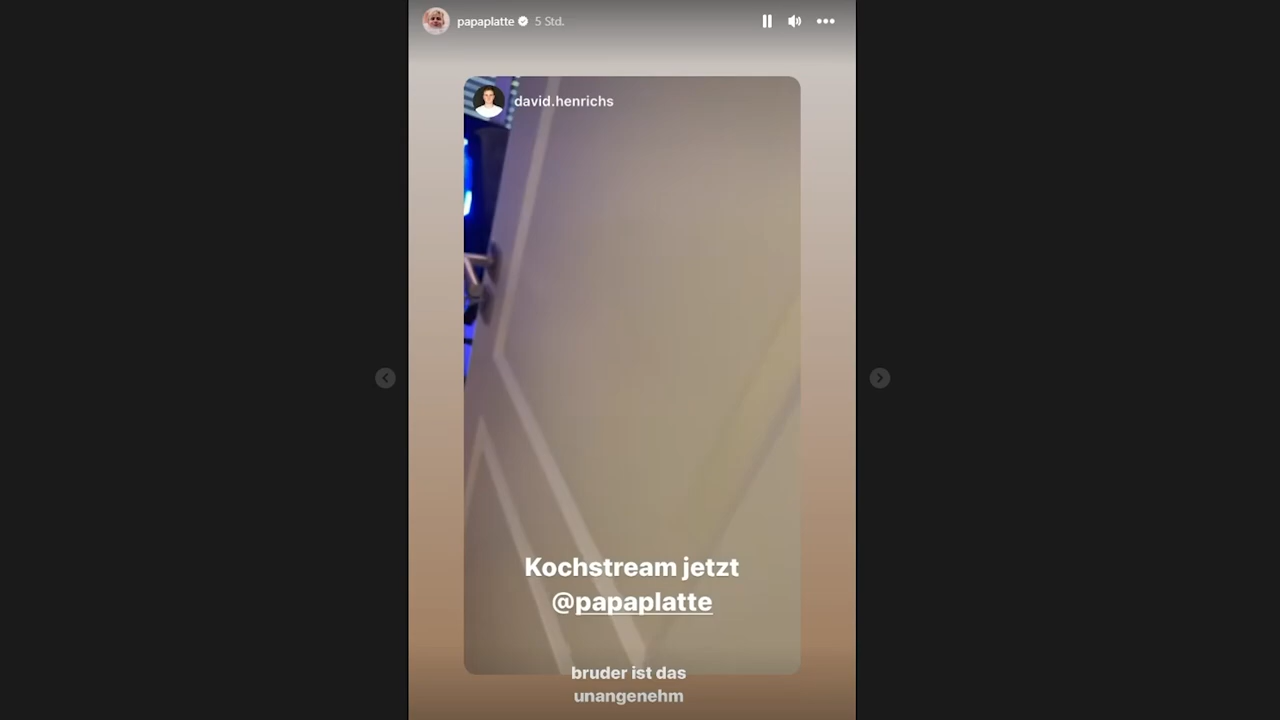 papaplatte 5 Std.
david.henrichs
Kochstream jetzt
@papaplatte
bruder ist das
unangenehm